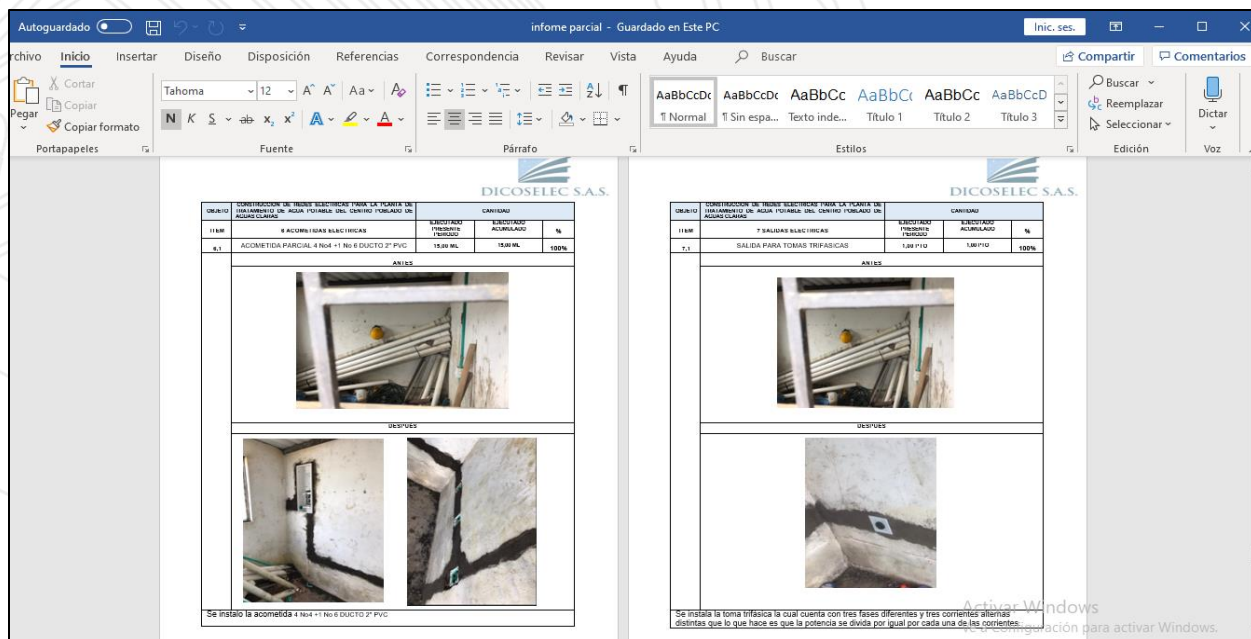 Autoguardado infome parcial - Guardado en Este PC Inic. ses.
rchivo Inicio Insertar Diseño Disposición Referencias Correspondencia Revisar Vista Ayuda Buscar Compartir Comentarios
Pegar
Cortar
Copiar
Copiar formato
Portapapeles
Tahoma 12 A^ A˅ Aa A
N K S ab x₂ x² A A
Fuente
Párrafo
AaBbCcDc AaBbCcDc AaBbCc AaBbCc AaBbCc AaBbCcD
¶ Normal ¶ Sin espa... Texto inde... Título 1 Título 2 Título 3
Estilos
Buscar
Reemplazar
Seleccionar
Edición
Dictar
Voz
DICOSELEC S.A.S.
OBJETO CONSTRUCCION DE REDES ELECTRICAS PARA LA PLANTA DE CANTIDAD
TRATAMIENTO DE AGUA POTABLE DEL CENTRO POBLADO DE
AGUAS CLARAS
ITEM 6 ACOMETIDAS ELECTRICAS EJECUTADO PRESENTE PERIODO EJECUTADO ACUMULADO %
6,1 ACOMETIDA PARCIAL 4 No4 +1 No 6 DUCTO 2" PVC 15,00 ML 15,00 ML 100%
ANTES
DESPUES
Se instalo la acometida 4 No4 +1 No 6 DUCTO 2" PVC
DICOSELEC S.A.S.
OBJETO CONSTRUCCION DE REDES ELECTRICAS PARA LA PLANTA DE CANTIDAD
TRATAMIENTO DE AGUA POTABLE DEL CENTRO POBLADO DE
AGUAS CLARAS
ITEM 7 SALIDAS ELECTRICAS EJECUTADO PRESENTE PERIODO EJECUTADO ACUMULADO %
7,1 SALIDA PARA TOMAS TRIFASICAS 1,00 PTO 1,00 PTO 100%
ANTES
DESPUES
Se instala la toma trifásica la cual cuenta con tres fases diferentes y tres corrientes alternas
distintas que lo que hace es que la potencia se divida por igual por cada una de las corrientes
Activar Windows
Ve a Configuración para activar Windows.